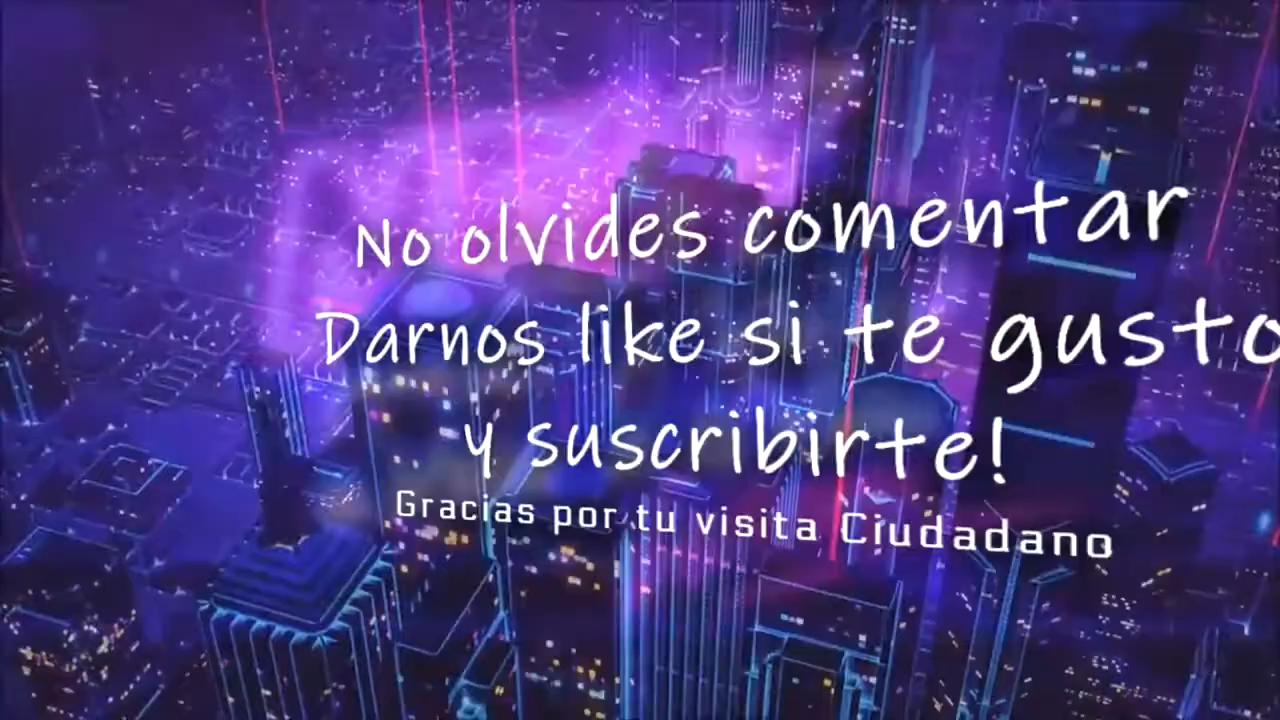 No olvides comentar
Darnos like si te gusto
y suscribirte!
Gracias por tu visita Ciudadano